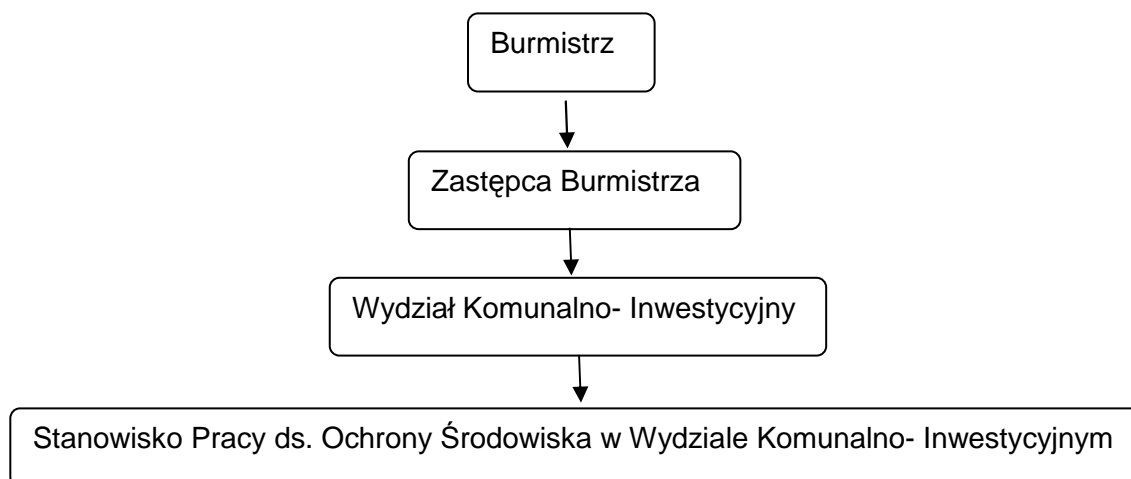 Burmistrz
Zastępca Burmistrza
Wydział Komunalno- Inwestycyjny
Stanowisko Pracy ds. Ochrony Środowiska w Wydziale Komunalno- Inwestycyjnym